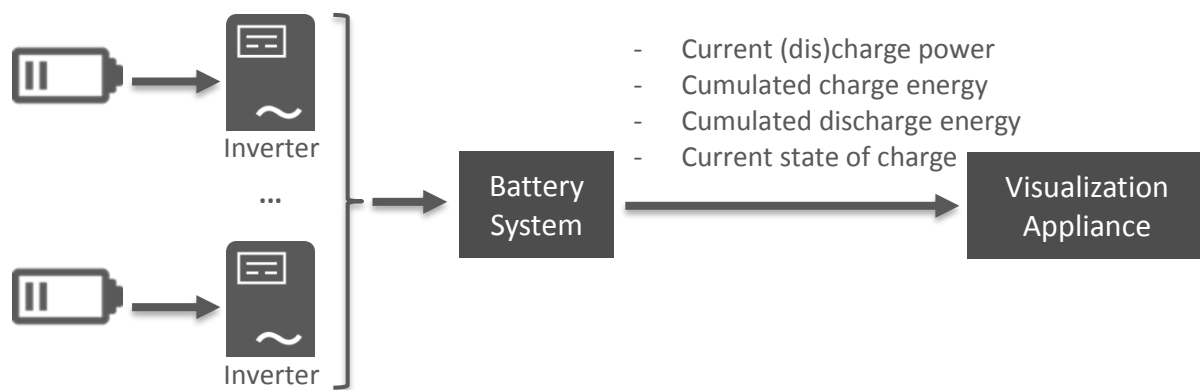 Inverter
...
Inverter
Battery
System
- Current (dis)charge power
- Cumulated charge energy
- Cumulated discharge energy
- Current state of charge
Visualization
Appliance